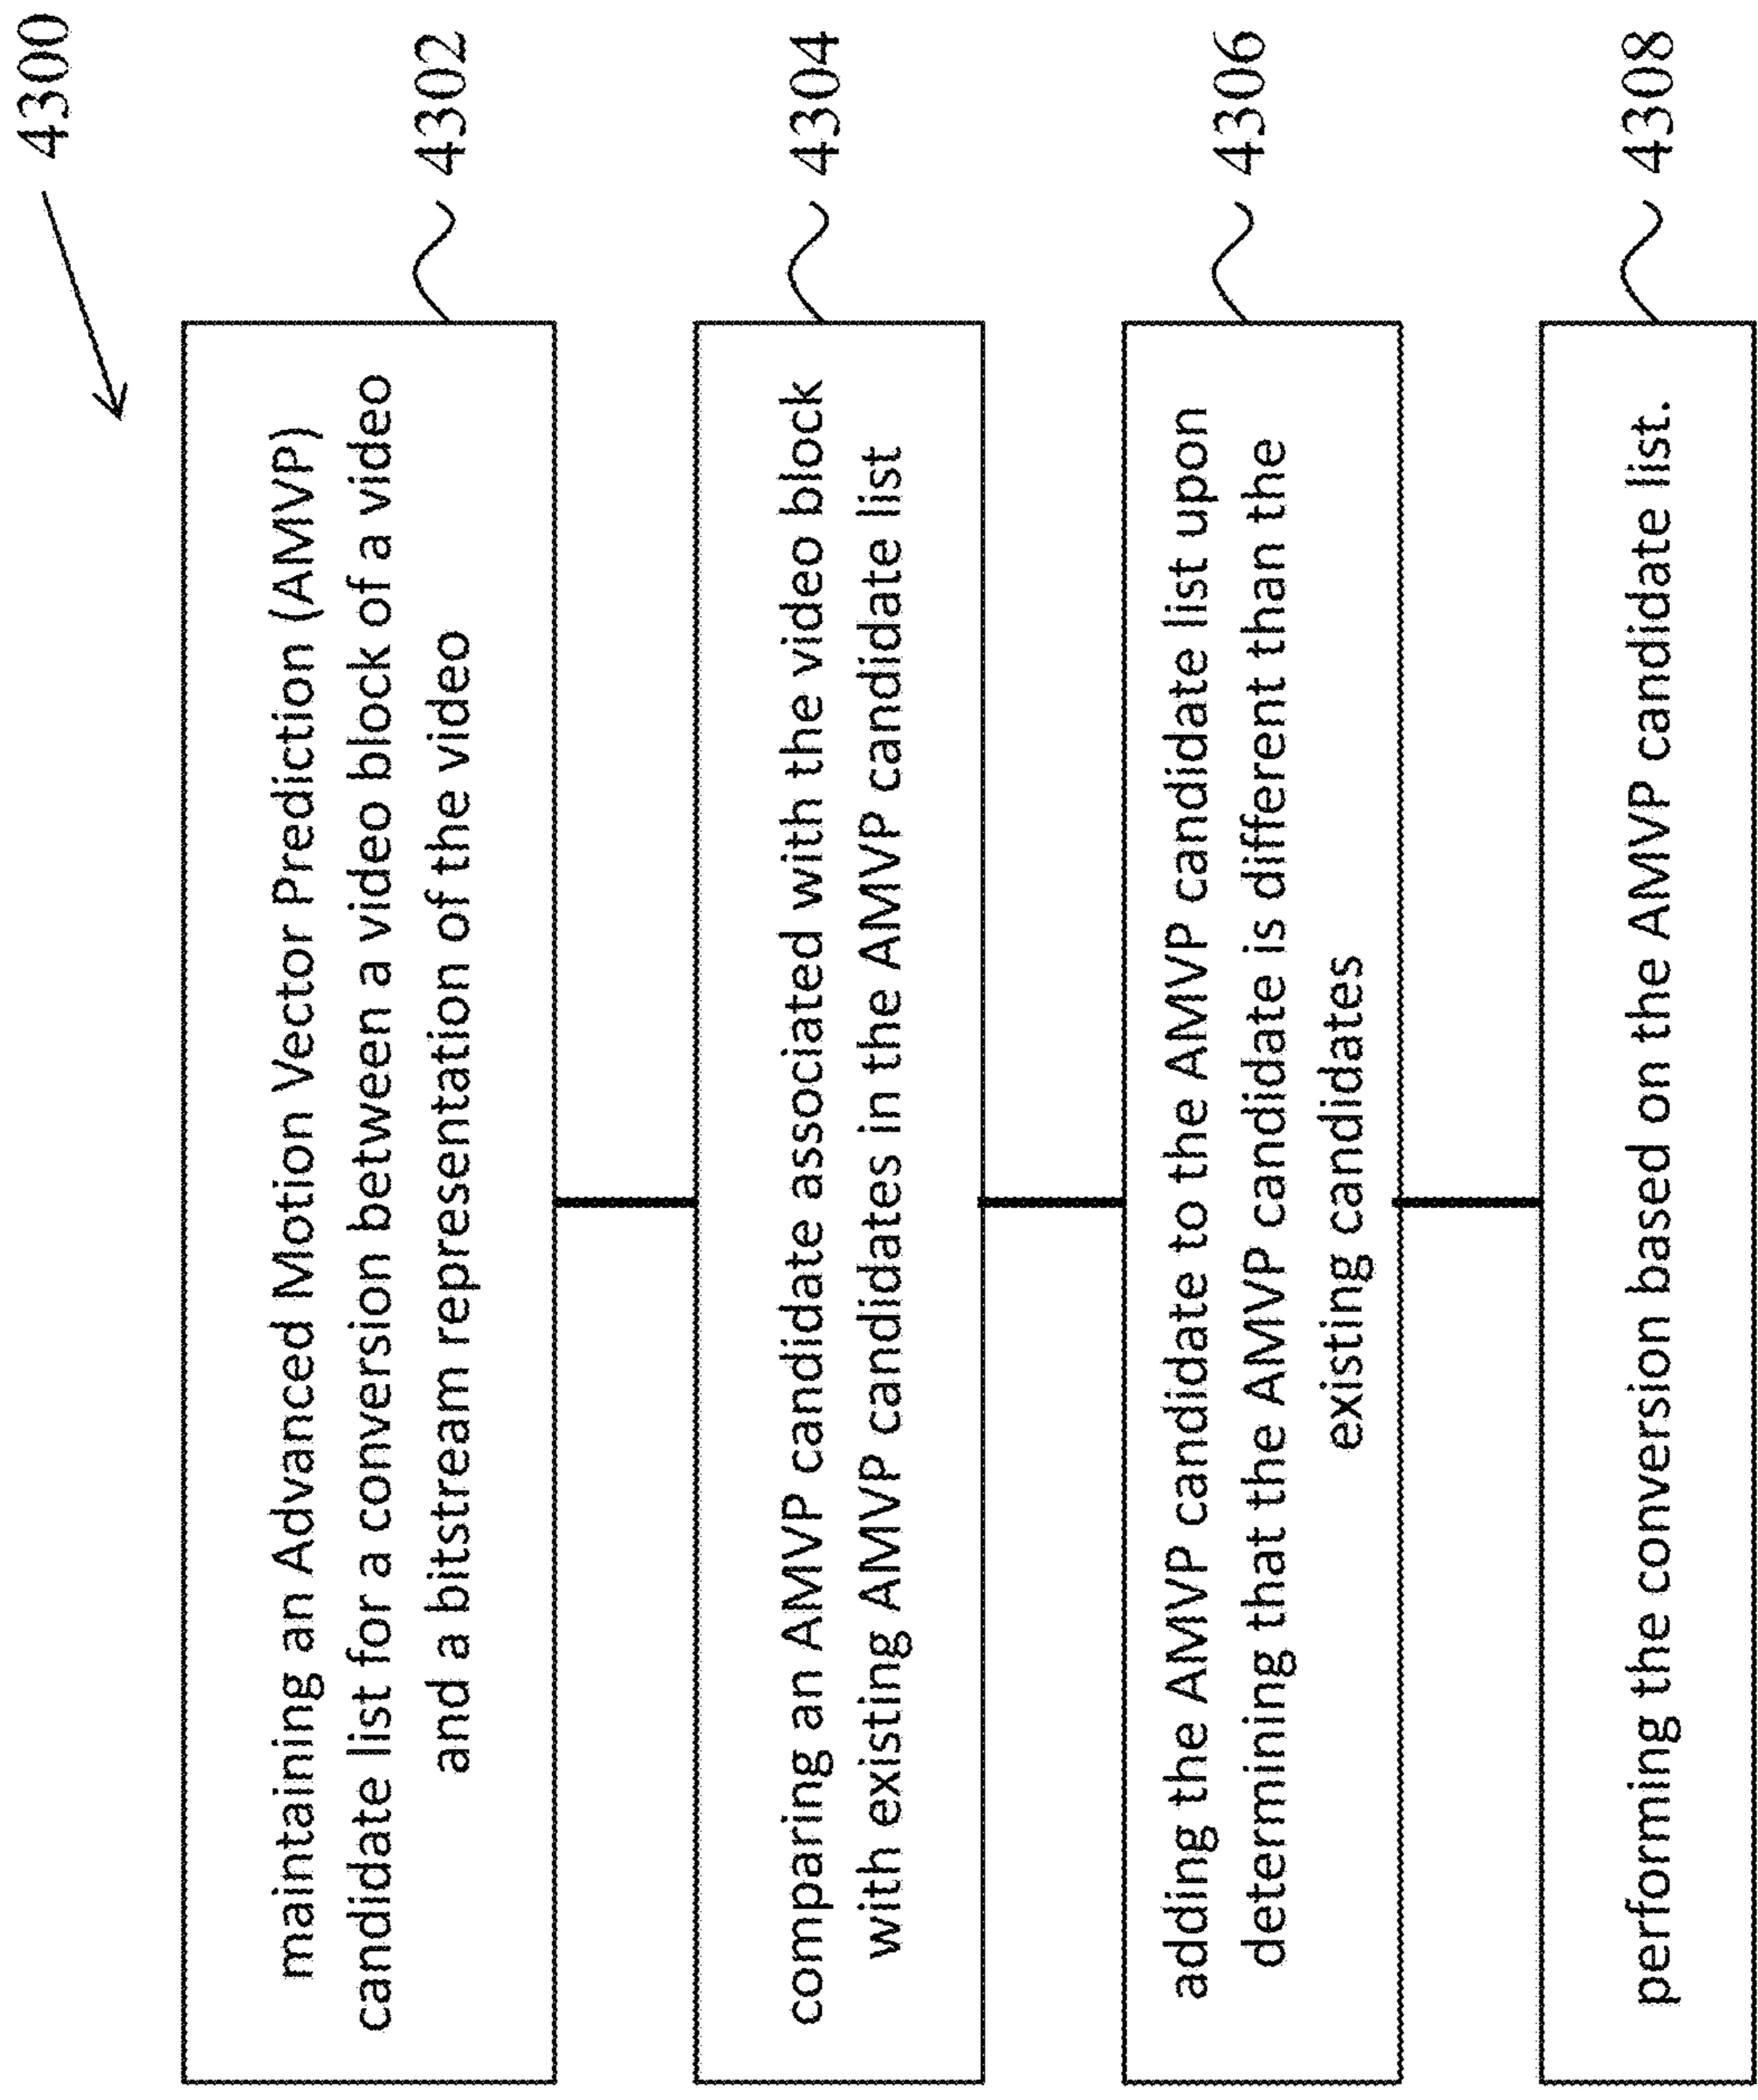 4300
maintaining an Advanced Motion Vector Prediction (AMVP)
candidate list for a conversion between a video block of a video
and a bitstream representation of the video
4302
comparing an AMVP candidate associated with the video block
with existing AMVP candidates in the AMVP candidate list
4304
adding the AMVP candidate to the AMVP candidate list upon
determining that the AMVP candidate is different than the
existing candidates
4306
performing the conversion based on the AMVP candidate list.
4308